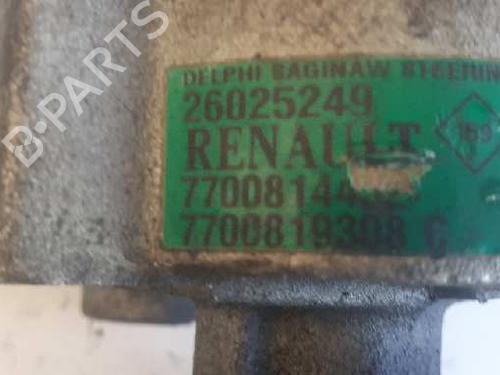 DELPHI SAGINAW STEERING
26025249
RENAULT
7700819308 C
B-PARTS